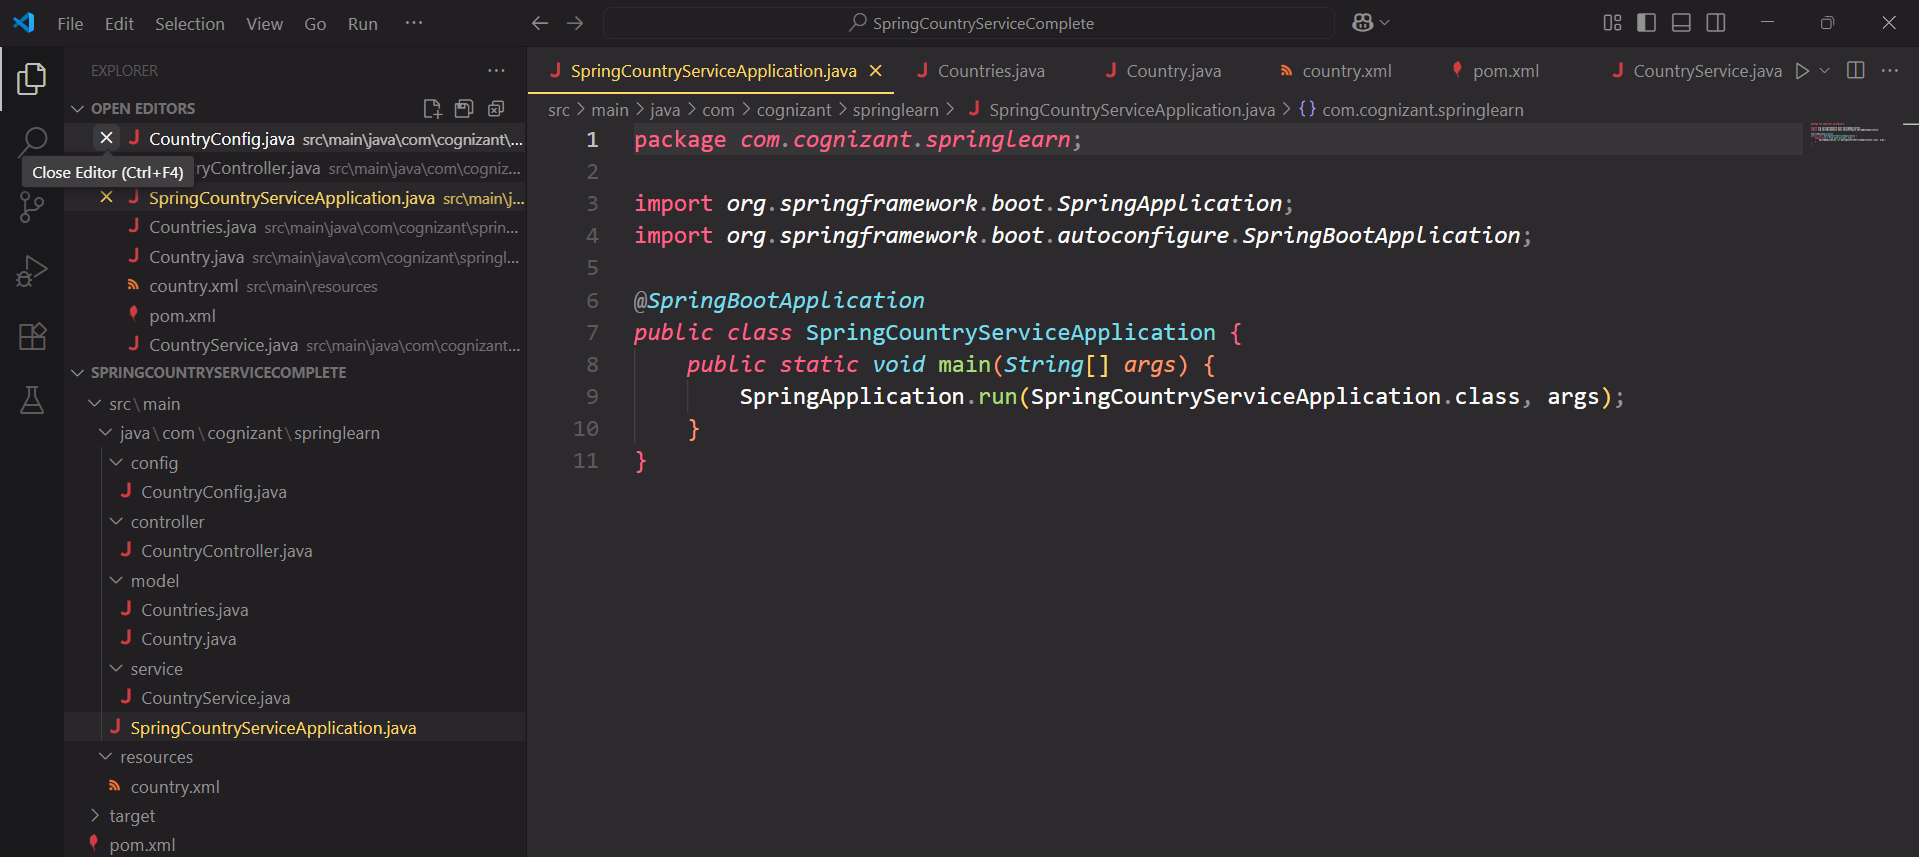 File Edit Selection View Go Run ··· SpringCountryServiceComplete
EXPLORER ···
OPEN EDITORS
CountryConfig.java src\main\java\com\cognizant\...
ryController.java src\main\java\com\cogniz...
Close Editor (Ctrl+F4)
SpringCountryServiceApplication.java src\main\j...
Countries.java src\main\java\com\cognizant\sprin...
Country.java src\main\java\com\cognizant\springl...
country.xml src\main\resources
pom.xml
CountryService.java src\main\java\com\cognizant...
SPRINGCOUNTRYSERVICECOMPLETE
src\main
java\com\cognizant\springlearn
config
CountryConfig.java
controller
CountryController.java
model
Countries.java
Country.java
service
CountryService.java
SpringCountryServiceApplication.java
resources
country.xml
target
pom.xml
SpringCountryServiceApplication.java Countries.java Country.java country.xml pom.xml CountryService.java ···
src > main > java > com > cognizant > springlearn > SpringCountryServiceApplication.java > {} com.cognizant.springlearn
1 package com.cognizant.springlearn;
2
3 import org.springframework.boot.SpringApplication;
4 import org.springframework.boot.autoconfigure.SpringBootApplication;
5
6 @SpringBootApplication
7 public class SpringCountryServiceApplication {
8 public static void main(String[] args) {
9 SpringApplication.run(SpringCountryServiceApplication.class, args);
10 }
11 }